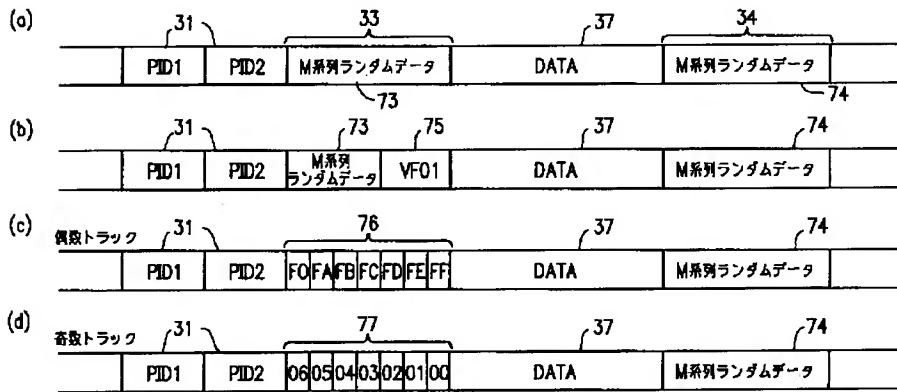 (a) 31 33 37 34
PID1 PID2 M系列ランダムデータ DATA M系列ランダムデータ
73 74
(b) 31 73 75 37 74
PID1 PID2 M系列ランダムデータ VFO1 DATA M系列ランダムデータ
(c) 偶数トラック 31 76 37 74
PID1 PID2 F0 FA FB FC FD FE FF DATA M系列ランダムデータ
(d) 奇数トラック 31 77 37 74
PID1 PID2 06 05 04 03 02 01 00 DATA M系列ランダムデータ